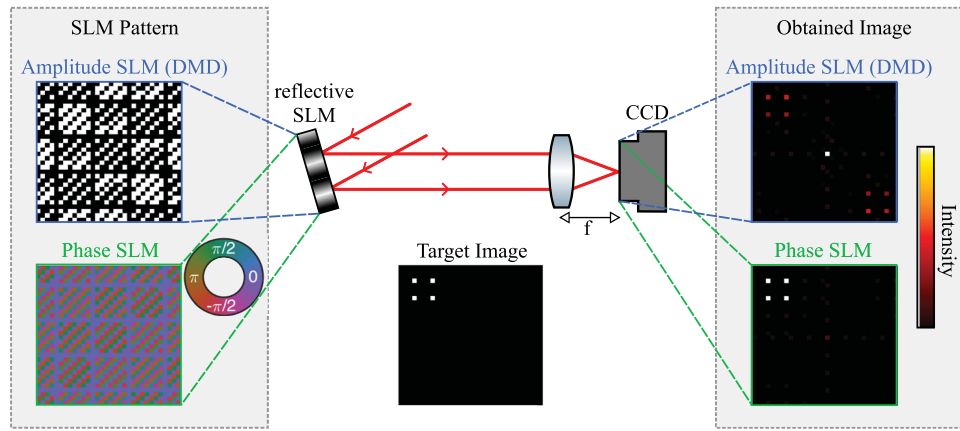 SLM Pattern
Amplitude SLM (DMD)
Phase SLM
π/2
π
0
-π/2
reflective
SLM
CCD
f
Target Image
Obtained Image
Amplitude SLM (DMD)
Phase SLM
Intensity